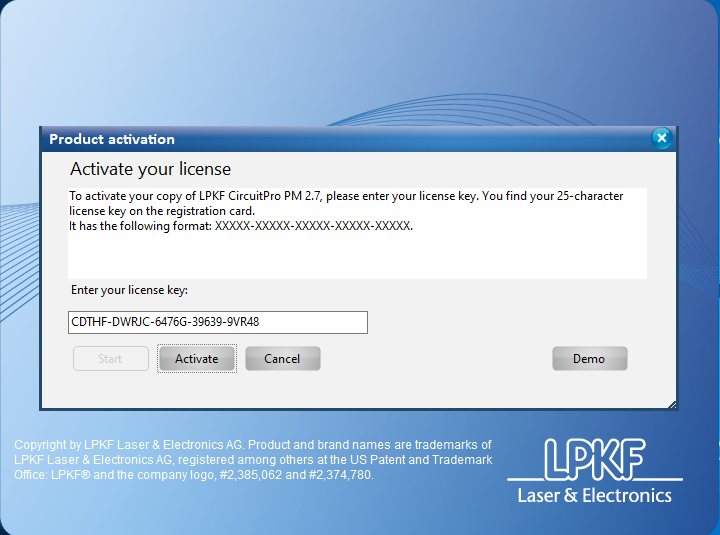 Product activation
Activate your license
To activate your copy of LPKF CircuitPro PM 2.7, please enter your license key. You find your 25-character
license key on the registration card.
It has the following format: XXXXX-XXXXX-XXXXX-XXXXX-XXXXX.
Enter your license key:
CDTHF-DWRJC-6476G-39639-9VR48
Start Activate Cancel Demo
Copyright by LPKF Laser & Electronics AG. Product and brand names are trademarks of
LPKF Laser & Electronics AG, registered among others at the US Patent and Trademark
Office: LPKF® and the company logo, #2,385,062 and #2,374,780.
LPKF
Laser & Electronics